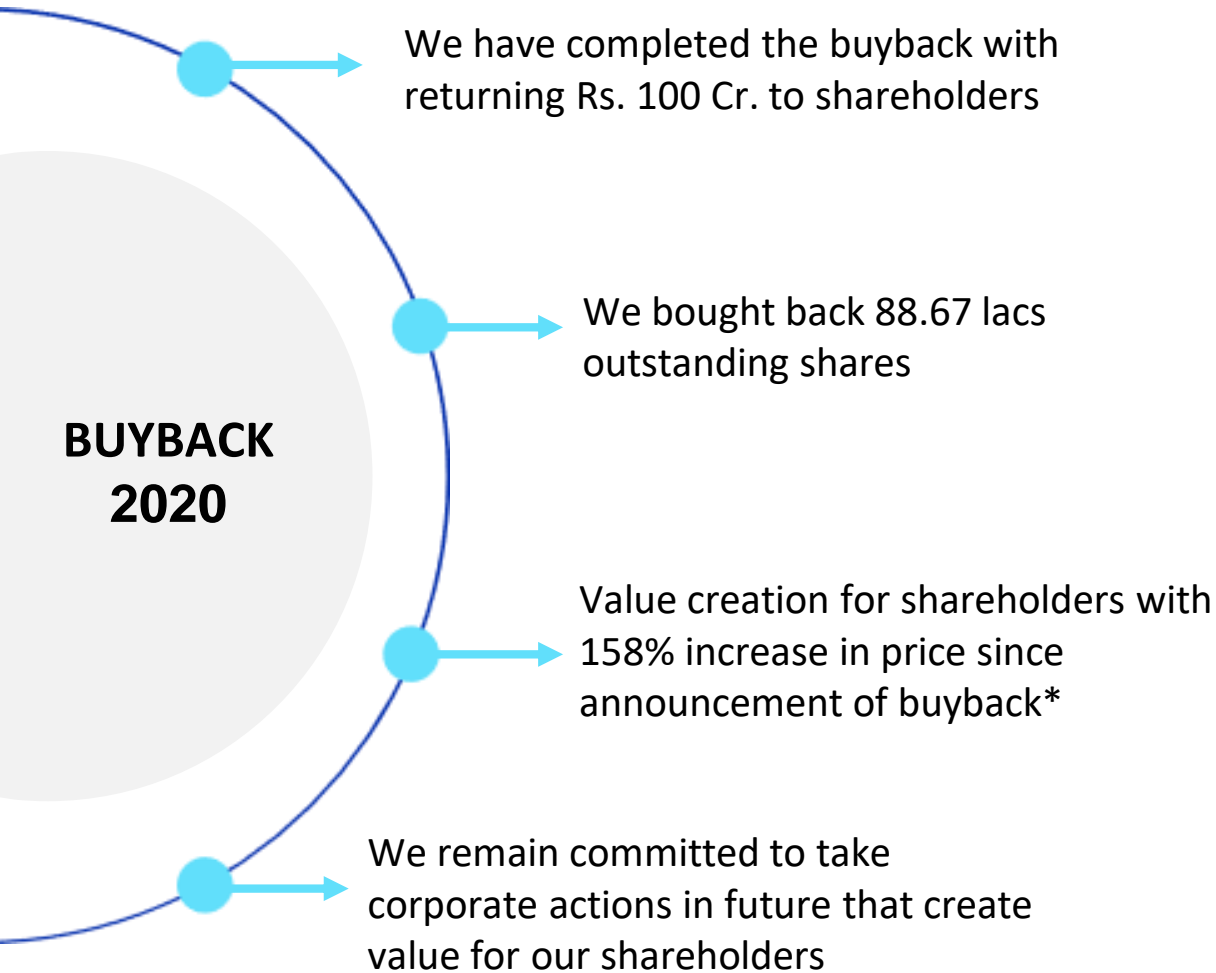 We have completed the buyback with
returning Rs. 100 Cr. to shareholders
We bought back 88.67 lacs
outstanding shares
BUYBACK
2020
Value creation for shareholders with
158% increase in price since
announcement of buyback*
We remain committed to take
corporate actions in future that create
value for our shareholders